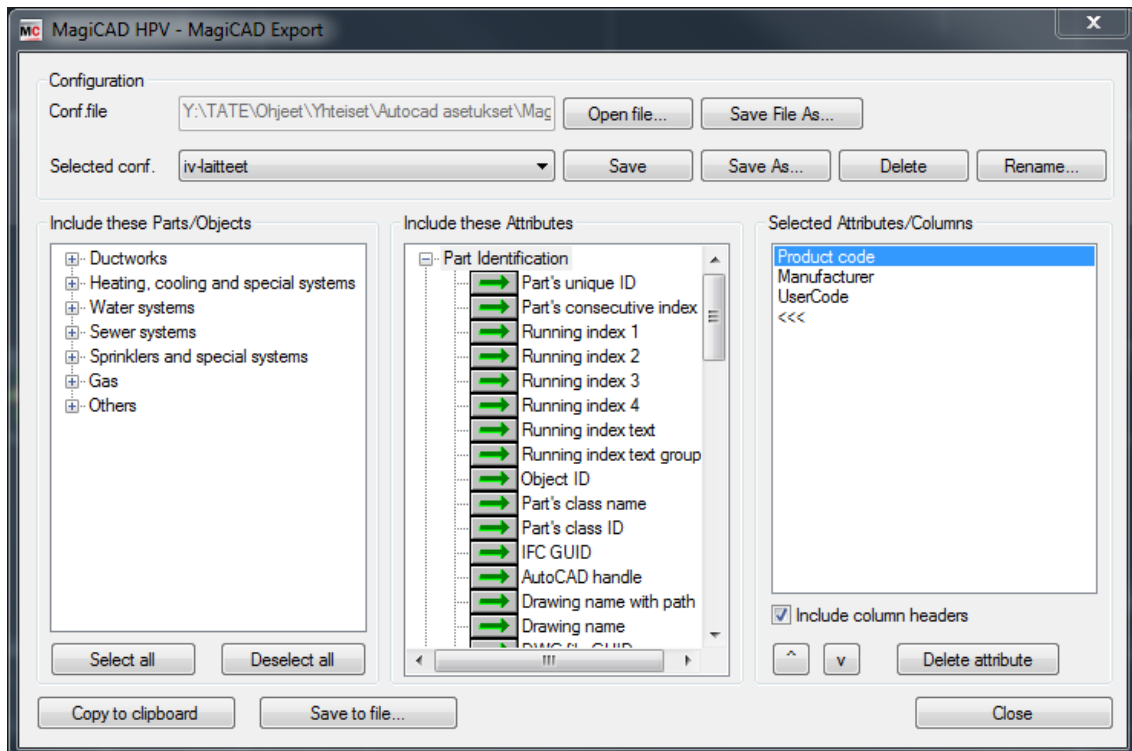 MC MagiCAD HPV - MagiCAD Export
x
Configuration
Conf.file Y:\TATE\Ohjeet\Yhteiset\Autocad asetukset\Mag Open file... Save File As...
Selected conf. iv-laitteet Save Save As... Delete Rename...
Include these Parts/Objects
Ductworks
Heating, cooling and special systems
Water systems
Sewer systems
Sprinklers and special systems
Gas
Others
Select all Deselect all
Include these Attributes
Part Identification
Part's unique ID
Part's consecutive index
Running index 1
Running index 2
Running index 3
Running index 4
Running index text
Running index text group
Object ID
Part's class name
Part's class ID
IFC GUID
AutoCAD handle
Drawing name with path
Drawing name
DWG file GUID
Selected Attributes/Columns
Product code
Manufacturer
UserCode
<<<
Include column headers
^ v Delete attribute
Copy to clipboard Save to file... Close